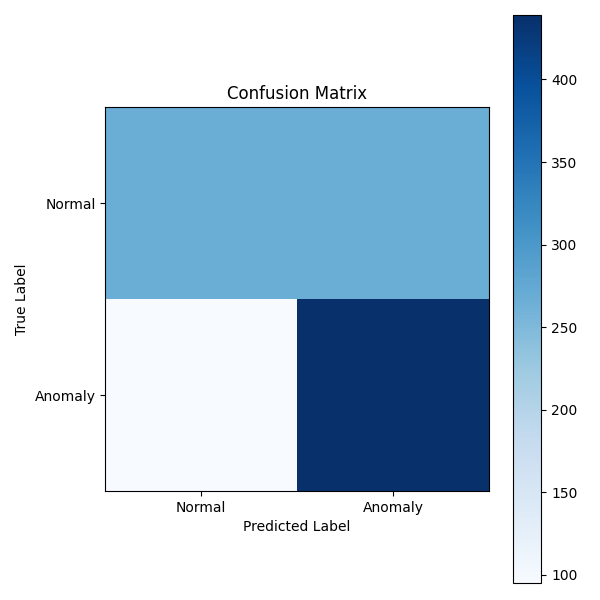 Confusion Matrix
True Label
Normal
Anomaly
Normal Anomaly
Predicted Label
400
350
300
250
200
150
100